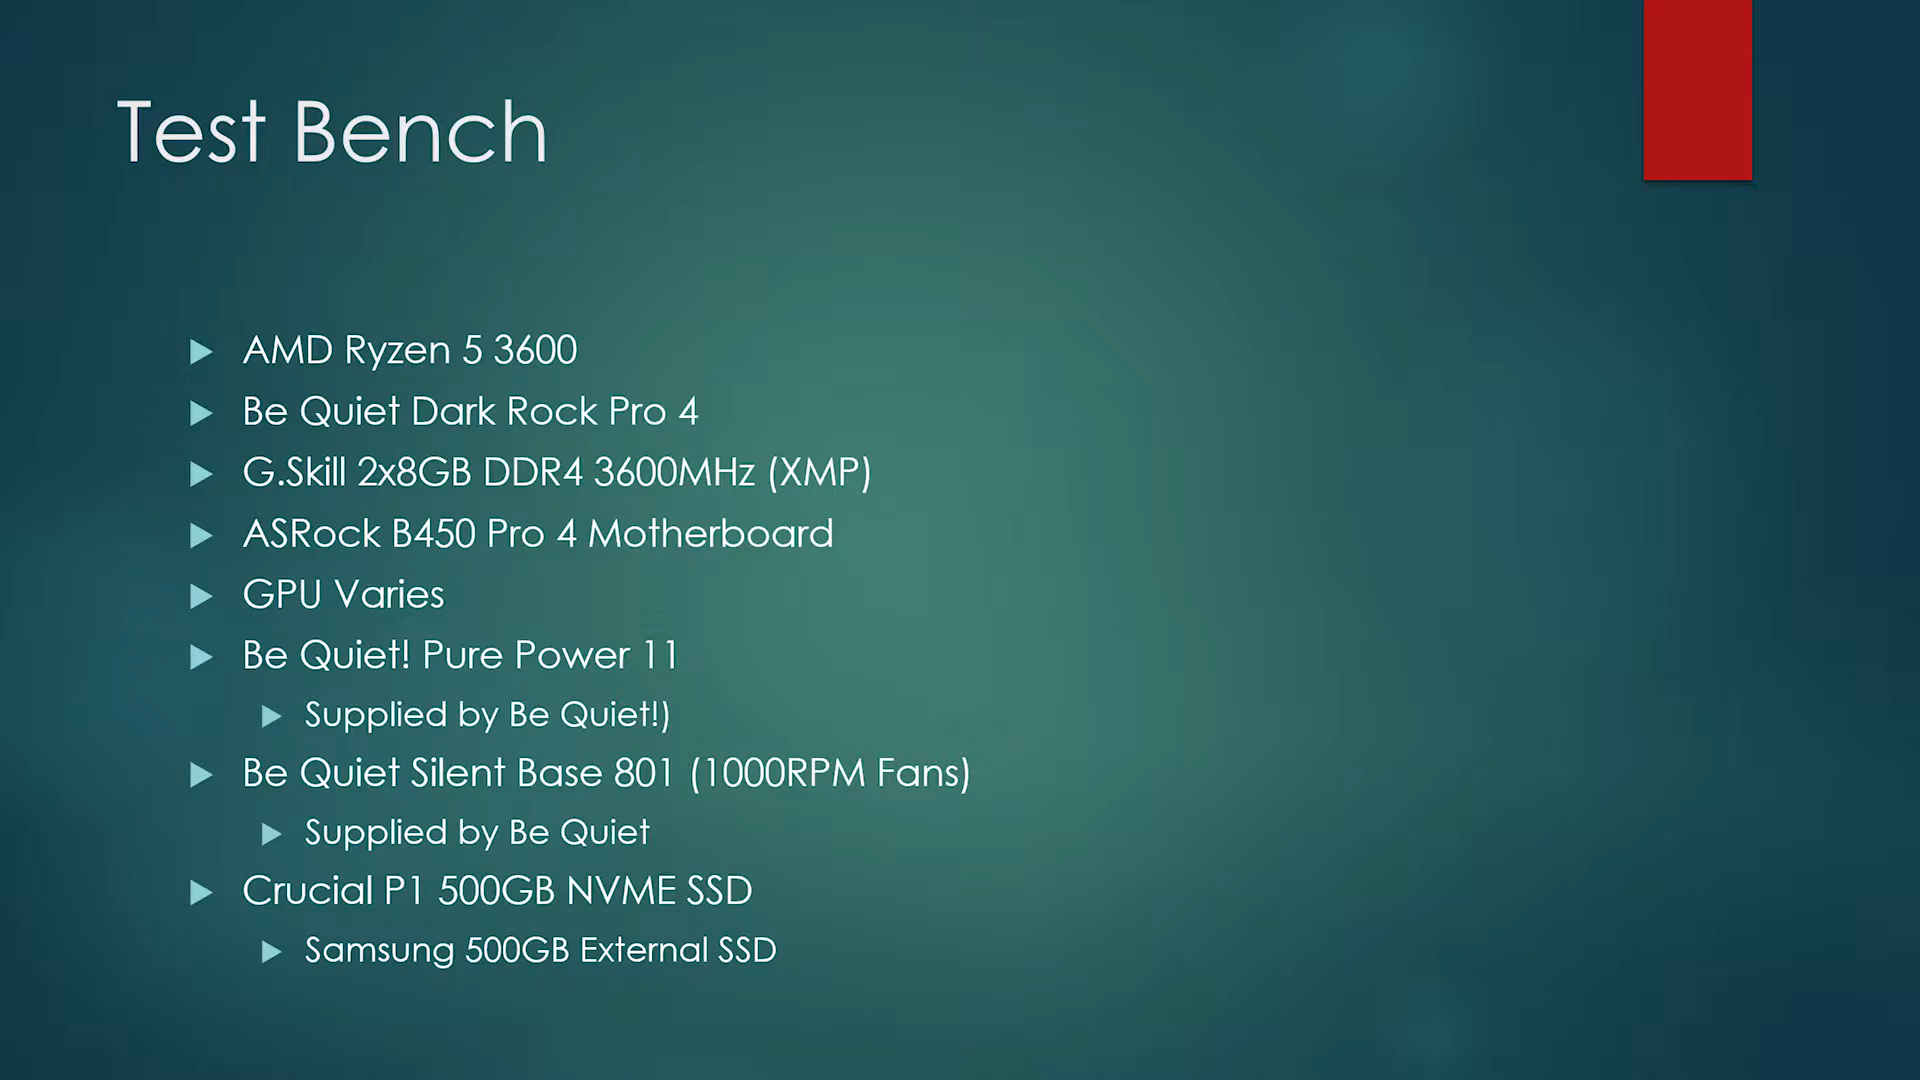 Test Bench
AMD Ryzen 5 3600
Be Quiet Dark Rock Pro 4
G.Skill 2x8GB DDR4 3600MHz (XMP)
ASRock B450 Pro 4 Motherboard
GPU Varies
Be Quiet! Pure Power 11
Supplied by Be Quiet!)
Be Quiet Silent Base 801 (1000RPM Fans)
Supplied by Be Quiet
Crucial P1 500GB NVME SSD
Samsung 500GB External SSD